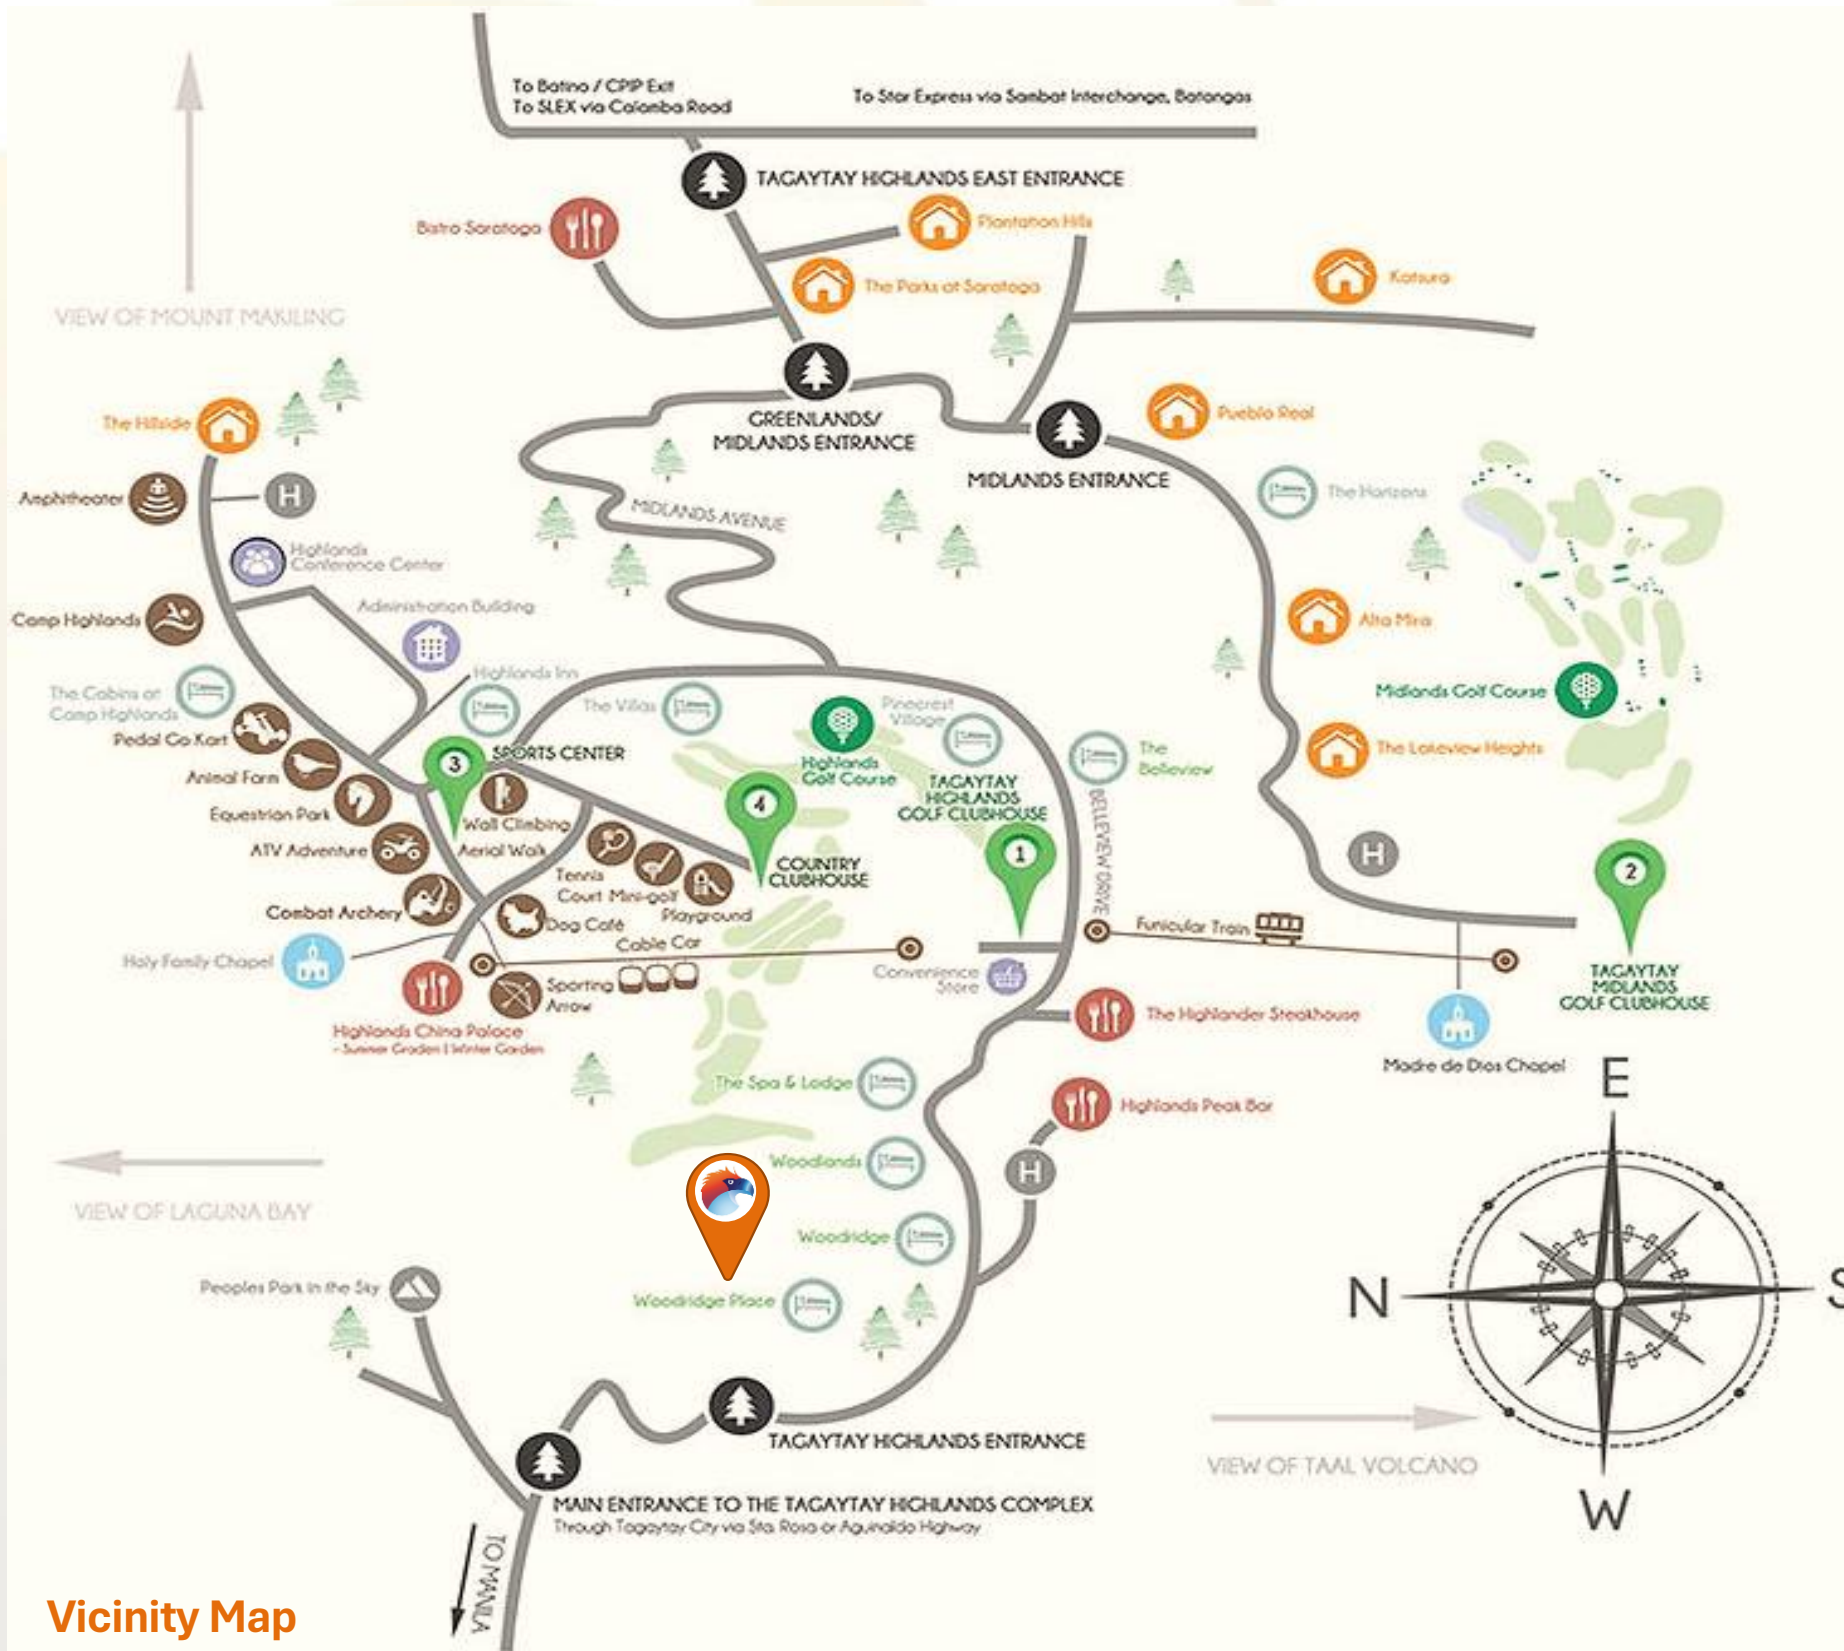 To Batino / CPIP Exit
To SLEX via Calamba Road
To Star Express via Sambat Interchange, Batangas
TAGAYTAY HIGHLANDS EAST ENTRANCE
Bistro Saratoga
Plantation Hills
The Parks at Saratoga
Katsura
VIEW OF MOUNT MAKILING
The Hillside
GREENLANDS/
MIDLANDS ENTRANCE
Pueblo Real
MIDLANDS ENTRANCE
Amphitheater
H
The Horizons
MIDLANDS AVENUE
Highlands
Conference Center
Camp Highlands
Administration Building
Alta Mira
Highlands Inn
The Cabins at
Camp Highlands
The Villas
Pinecrest
Village
Midlands Golf Course
Pedal Go Kart
3
SPORTS CENTER
Highlands
Golf Course
The
Belleview
The Lakeview Heights
Animal Farm
TAGAYTAY
HIGHLANDS
GOLF CLUBHOUSE
4
Equestrian Park
Wall Climbing
BELLEVIEW DRIVE
ATV Adventure
Aerial Walk
1
H
2
COUNTRY
CLUBHOUSE
Tennis
Court
Mini-golf
Playground
Combat Archery
Dog Café
Cable Car
Funicular Train
Holy Family Chapel
Sporting
Arrow
Convenience
Store
TAGAYTAY
MIDLANDS
GOLF CLUBHOUSE
Highlands China Palace
- Summer Graden | Winter Garden
The Highlander Steakhouse
Madre de Dios Chapel
The Spa & Lodge
Highlands Peak Bar
E
Woodlands
H
VIEW OF LAGUNA BAY
Woodridge
Peoples Park in the Sky
Woodridge Place
N
S
TAGAYTAY HIGHLANDS ENTRANCE
VIEW OF TAAL VOLCANO
W
MAIN ENTRANCE TO THE TAGAYTAY HIGHLANDS COMPLEX
Through Tagaytay City via Sta. Rosa or Aguinaldo Highway
TO MANILA
Vicinity Map